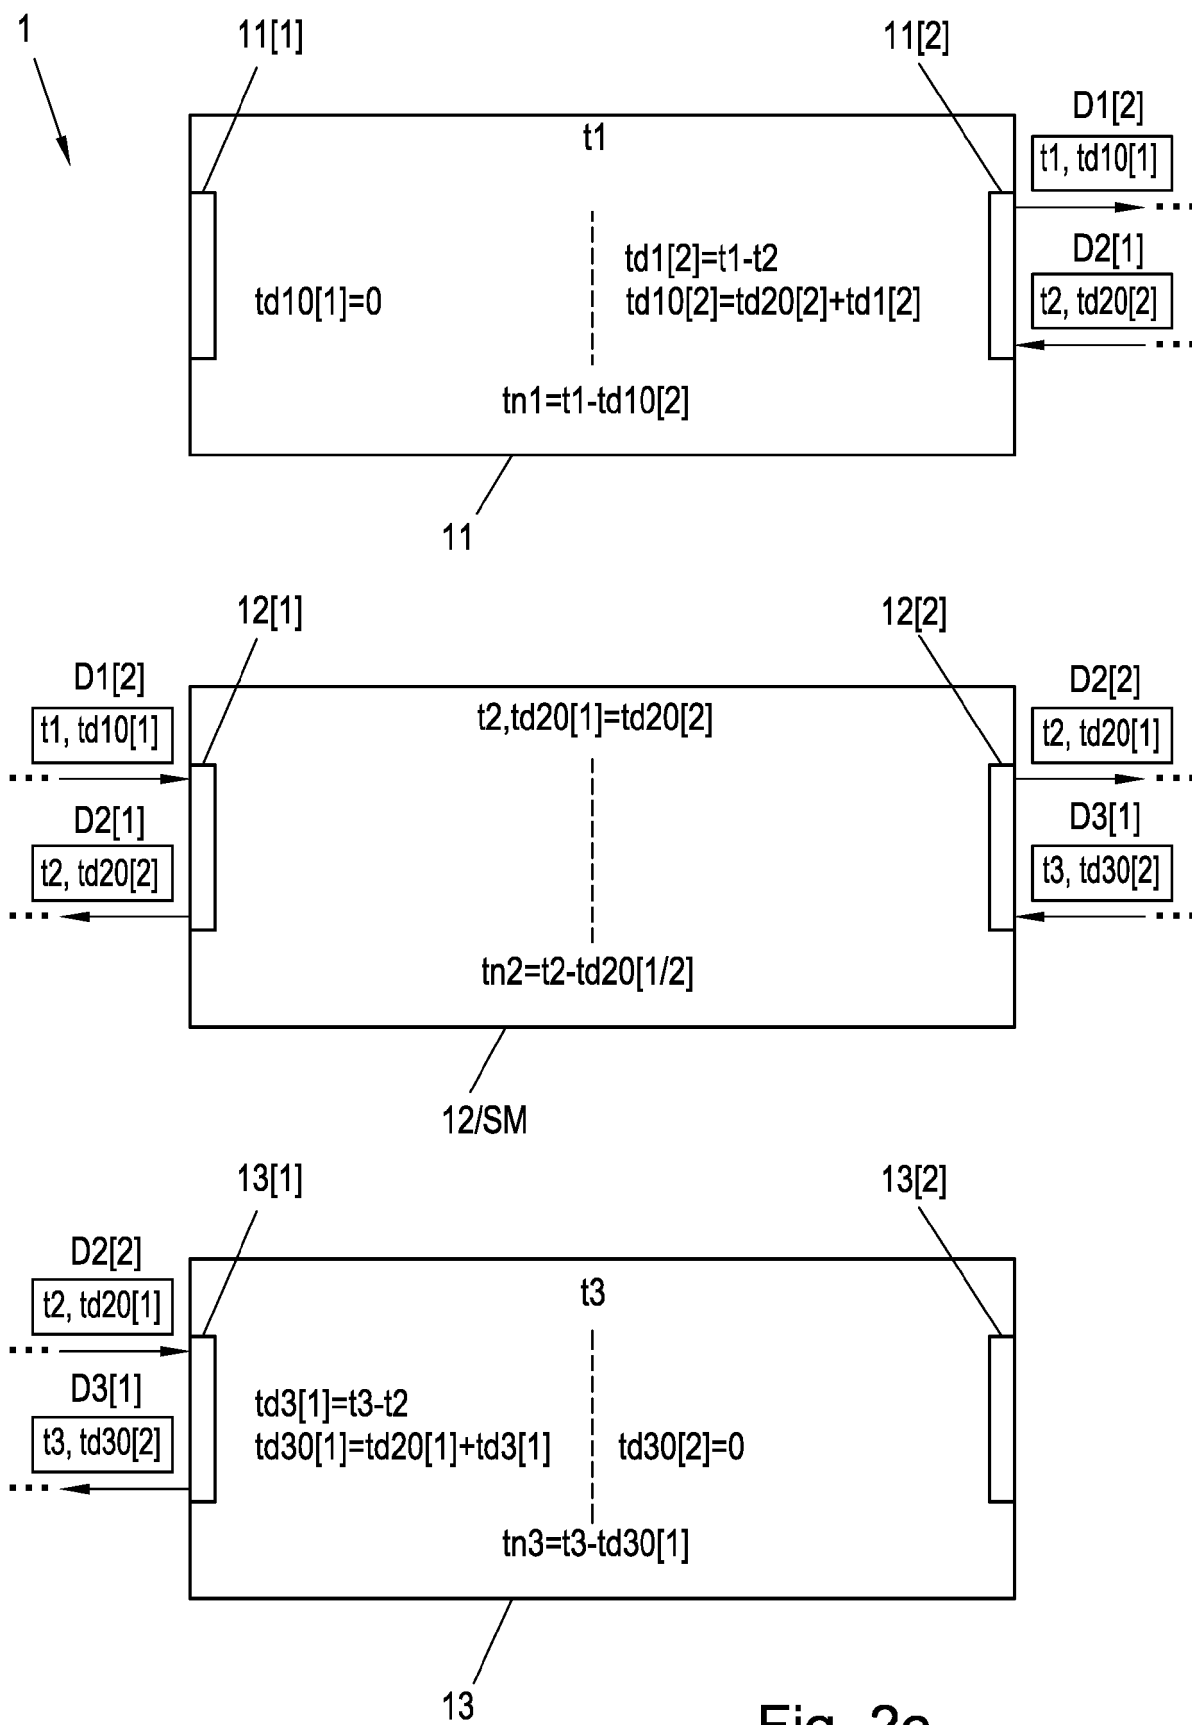 1
11[1]
11[2]
t1
D1[2]
t1, td10[1]
...
D2[1]
t2, td20[2]
...
td10[1]=0
td1[2]=t1-t2
td10[2]=td20[2]+td1[2]
tn1=t1-td10[2]
11
12[1]
12[2]
D1[2]
t1, td10[1]
...
D2[1]
t2, td20[2]
...
t2,td20[1]=td20[2]
tn2=t2-td20[1/2]
D2[2]
t2, td20[1]
...
D3[1]
t3, td30[2]
...
12/SM
13[1]
13[2]
D2[2]
t2, td20[1]
...
D3[1]
t3, td30[2]
...
t3
td3[1]=t3-t2
td30[1]=td20[1]+td3[1]
td30[2]=0
tn3=t3-td30[1]
13